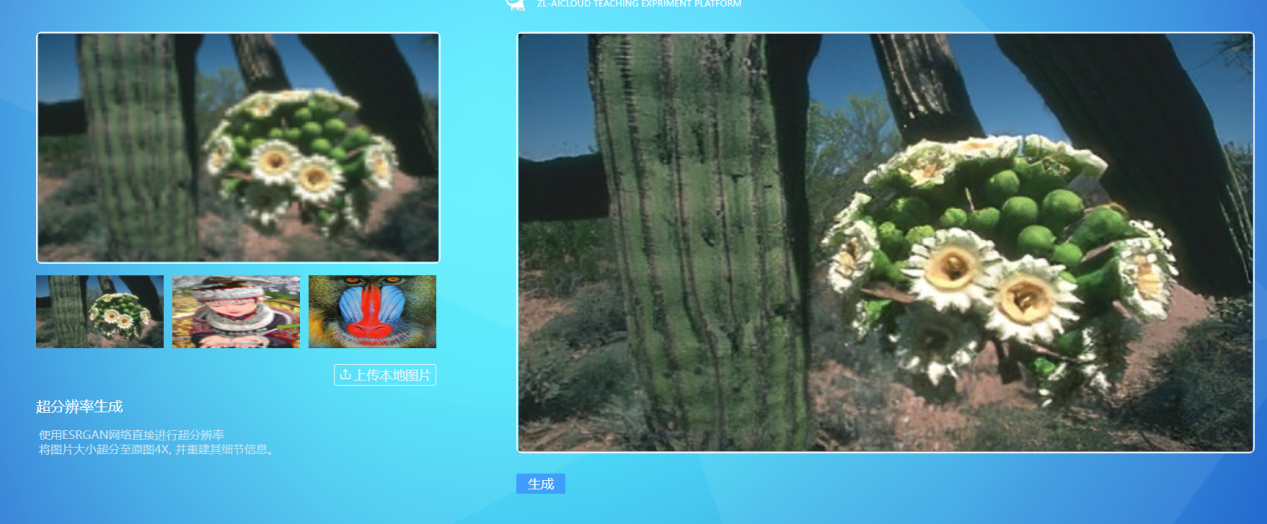 ZL-AICLOUD TEACHING EXPRIMENT PLATFORM
上传本地图片
超分辨率生成
使用ESRGAN网络直接进行超分辨率
将图片大小超分至原图4X, 并重建其细节信息。
生成